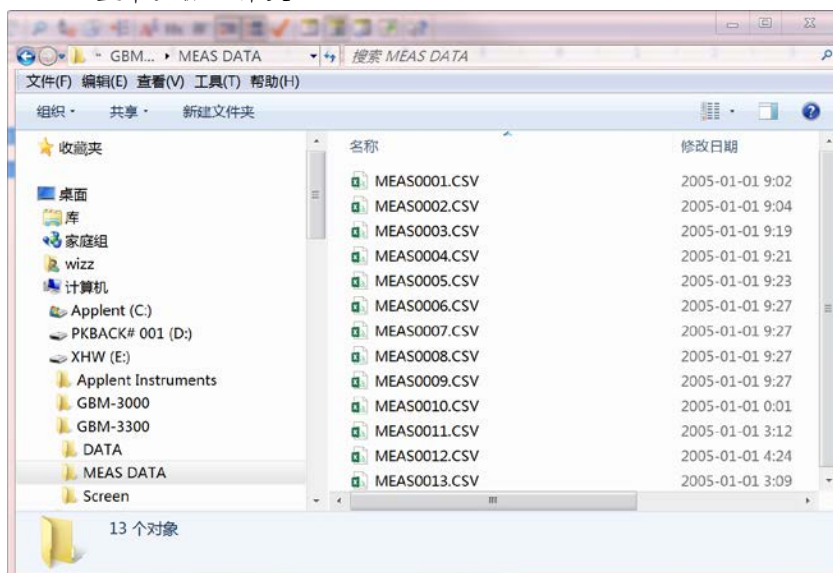 GBM... MEAS DATA
搜索 MEAS DATA
文件(F) 编辑(E) 查看(V) 工具(T) 帮助(H)
组织 共享 新建文件夹
收藏夹
桌面
库
家庭组
wizz
计算机
Applent (C:)
PKBACK# 001 (D:)
XHW (E:)
Applent Instruments
GBM-3000
GBM-3300
DATA
MEAS DATA
Screen
名称 修改日期
MEAS0001.CSV 2005-01-01 9:02
MEAS0002.CSV 2005-01-01 9:04
MEAS0003.CSV 2005-01-01 9:19
MEAS0004.CSV 2005-01-01 9:21
MEAS0005.CSV 2005-01-01 9:23
MEAS0006.CSV 2005-01-01 9:27
MEAS0007.CSV 2005-01-01 9:27
MEAS0008.CSV 2005-01-01 9:27
MEAS0009.CSV 2005-01-01 9:27
MEAS0010.CSV 2005-01-01 0:01
MEAS0011.CSV 2005-01-01 3:12
MEAS0012.CSV 2005-01-01 4:24
MEAS0013.CSV 2005-01-01 3:09
13 个对象